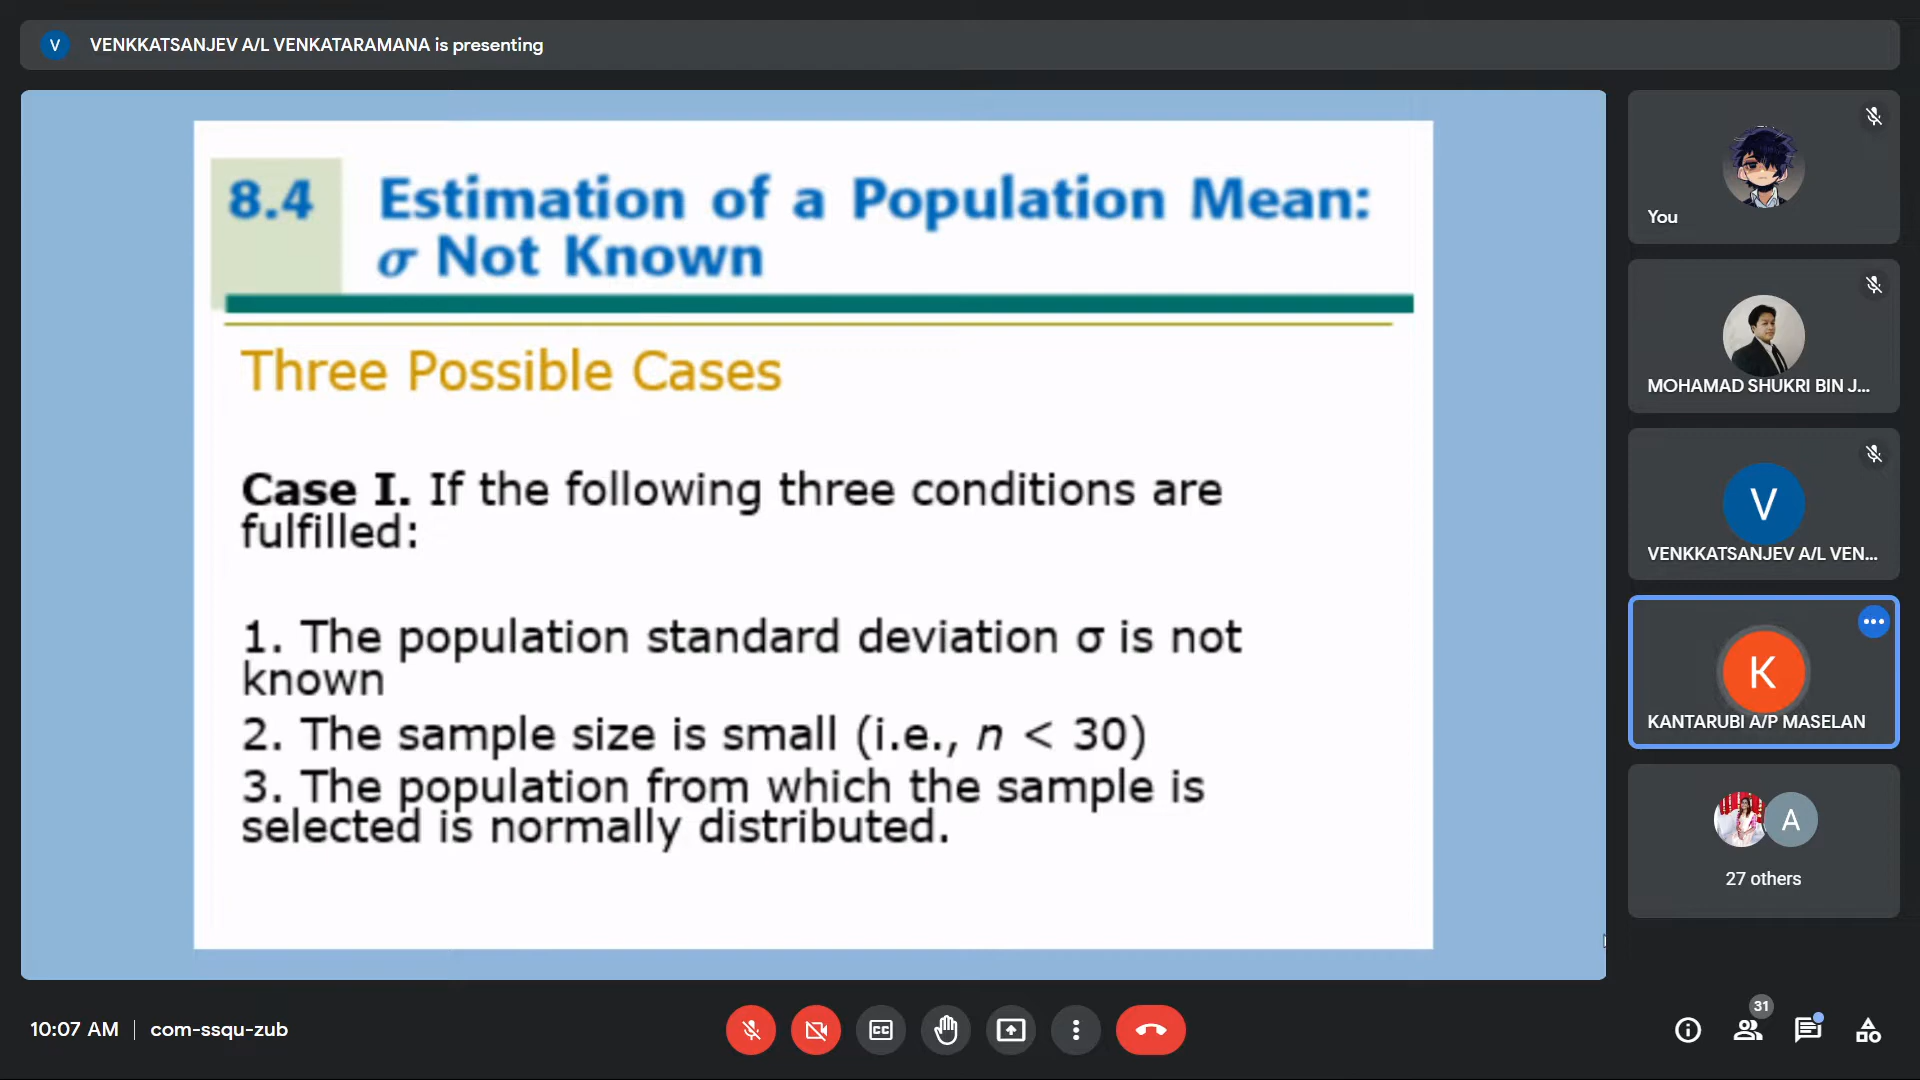 V VENKKATSANJEV A/L VENKATARAMANA is presenting
8.4 Estimation of a Population Mean:
σ Not Known
Three Possible Cases
Case I. If the following three conditions are
fulfilled:
1. The population standard deviation σ is not
known
2. The sample size is small (i.e., n < 30)
3. The population from which the sample is
selected is normally distributed.
You
MOHAMAD SHUKRI BIN J...
V
VENKKATSANJEV A/L VEN...
K
KANTARUBI A/P MASELAN
A
27 others
10:07 AM | com-ssqu-zub
CC
31